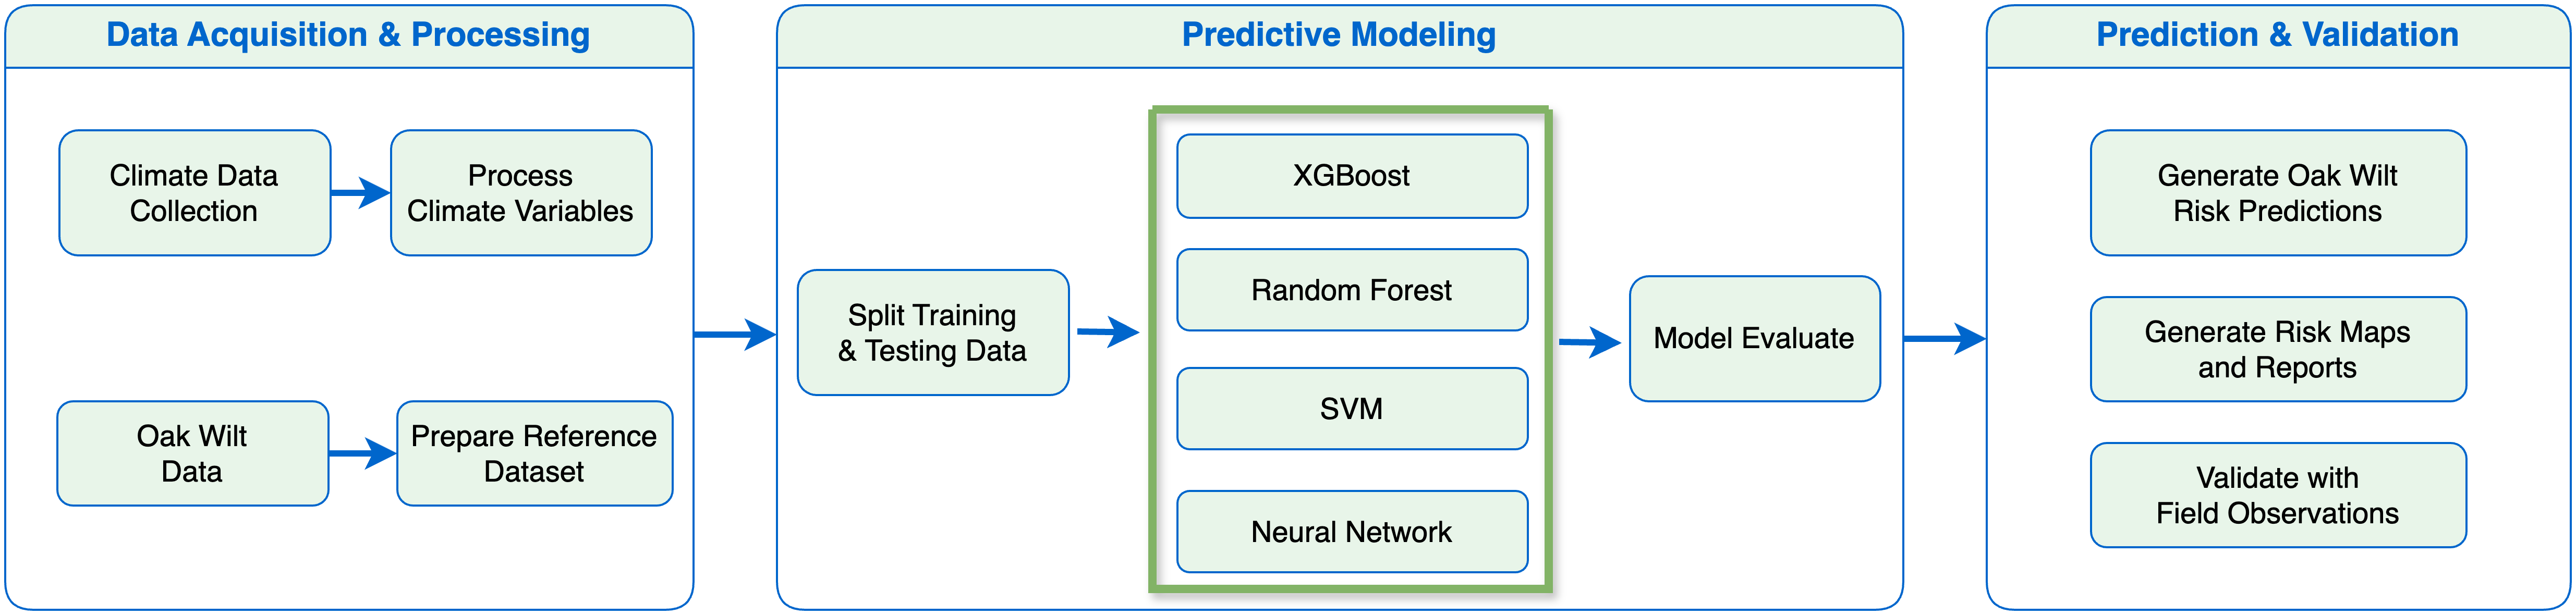 Data Acquisition & Processing
Climate Data
Collection
Process
Climate Variables
Oak Wilt
Data
Prepare Reference
Dataset
Predictive Modeling
Split Training
& Testing Data
XGBoost
Random Forest
SVM
Neural Network
Model Evaluate
Prediction & Validation
Generate Oak Wilt
Risk Predictions
Generate Risk Maps
and Reports
Validate with
Field Observations